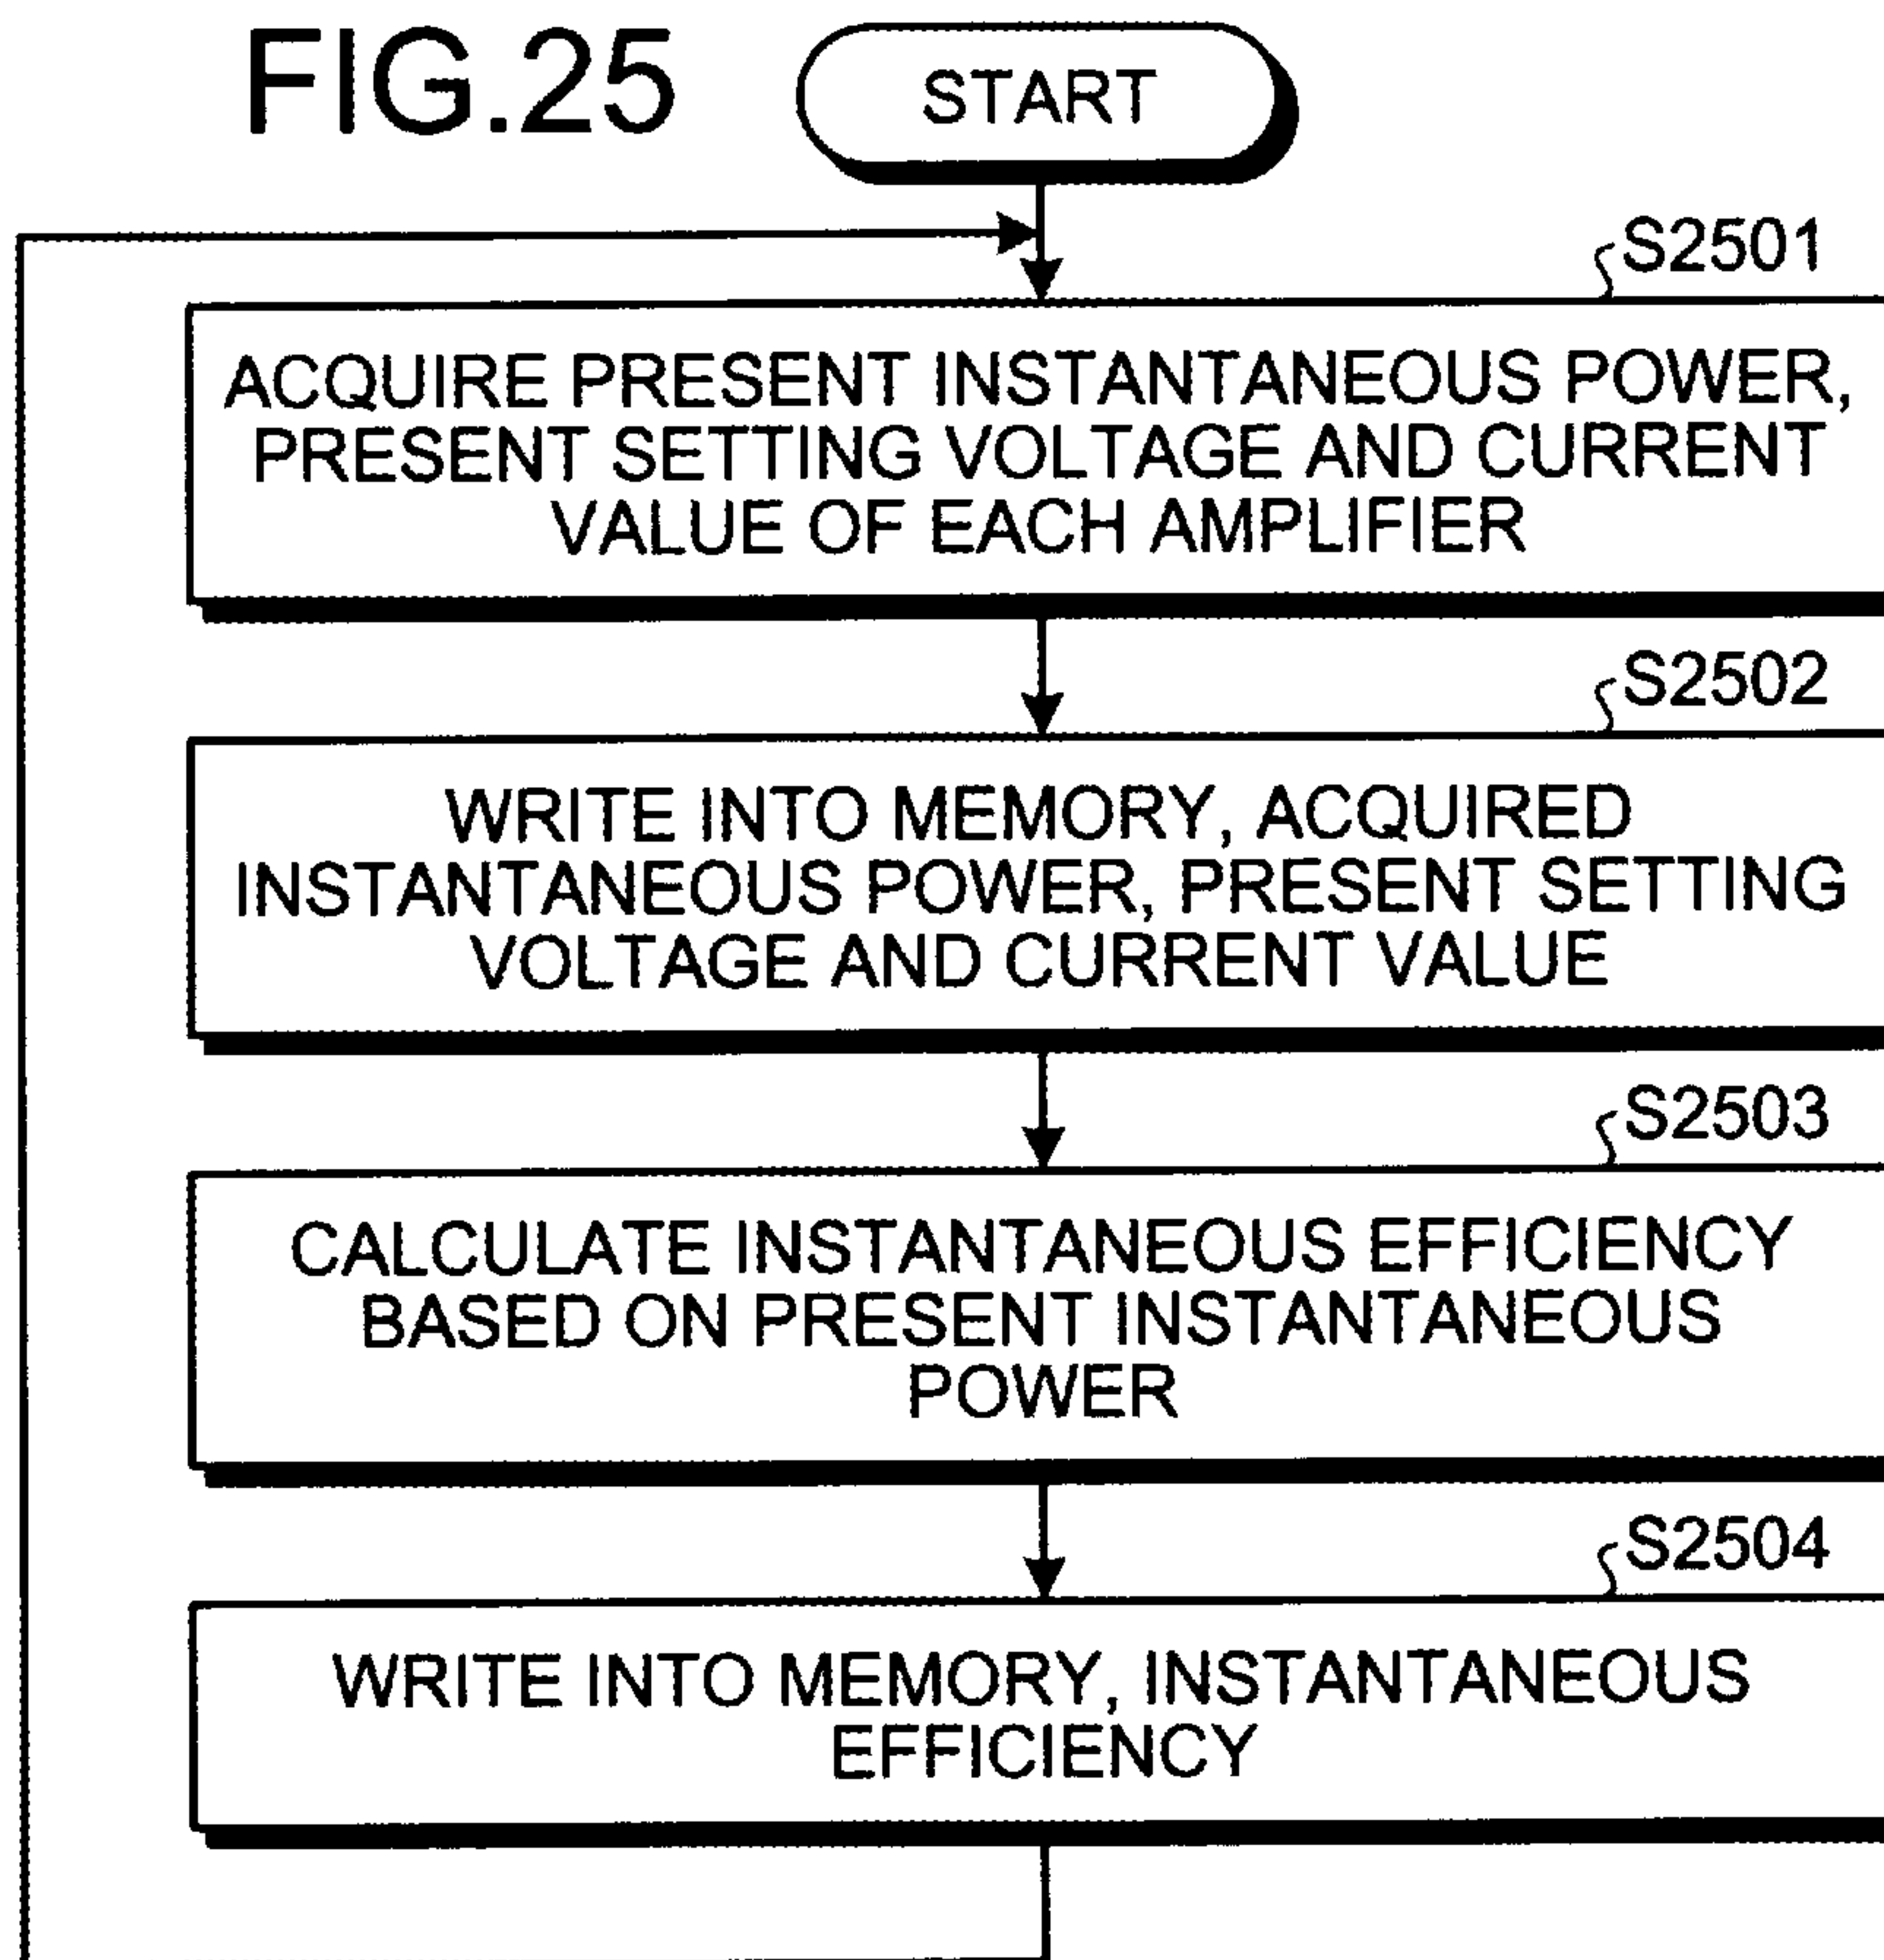 FIG.25
START
S2501
ACQUIRE PRESENT INSTANTANEOUS POWER,
PRESENT SETTING VOLTAGE AND CURRENT
VALUE OF EACH AMPLIFIER
S2502
WRITE INTO MEMORY, ACQUIRED
INSTANTANEOUS POWER, PRESENT SETTING
VOLTAGE AND CURRENT VALUE
S2503
CALCULATE INSTANTANEOUS EFFICIENCY
BASED ON PRESENT INSTANTANEOUS
POWER
S2504
WRITE INTO MEMORY, INSTANTANEOUS
EFFICIENCY